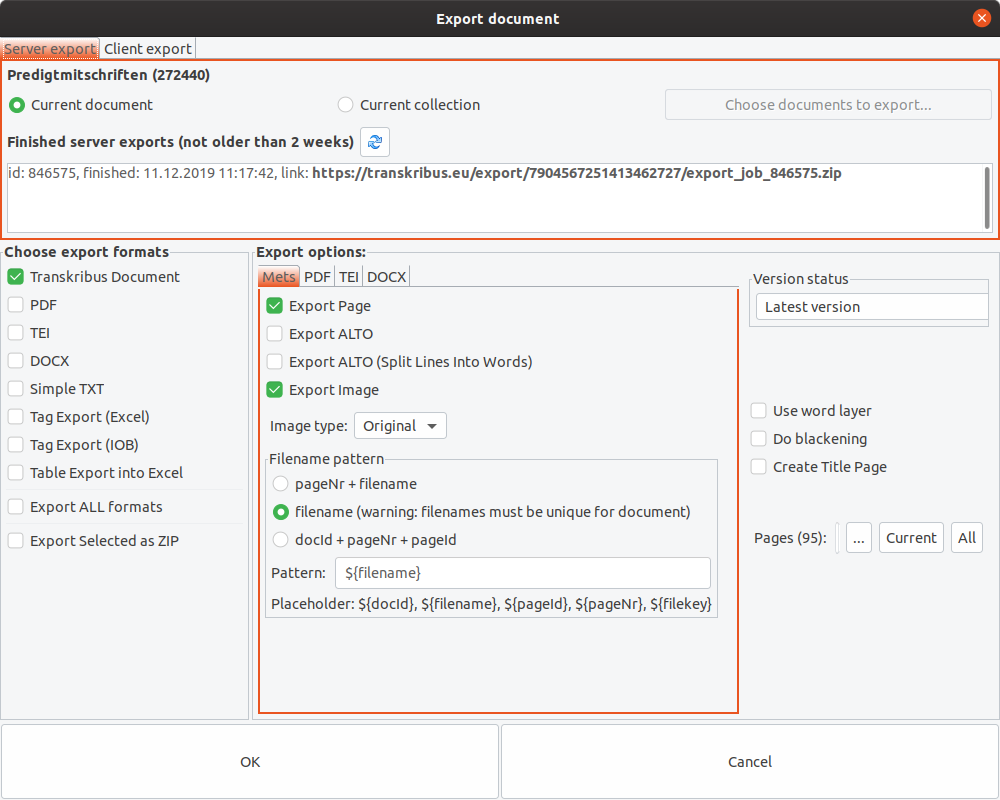 Export document
Server export Client export
Predigtmitschriften (272440)
Current document Current collection Choose documents to export...
Finished server exports (not older than 2 weeks)
id: 846575, finished: 11.12.2019 11:17:42, link: https://transkribus.eu/export/7904567251413462727/export_job_846575.zip
Choose export formats
Transkribus Document
PDF
TEI
DOCX
Simple TXT
Tag Export (Excel)
Tag Export (IOB)
Table Export into Excel
Export ALL formats
Export Selected as ZIP
Export options:
Mets PDF TEI DOCX
Export Page
Export ALTO
Export ALTO (Split Lines Into Words)
Export Image
Image type: Original
Filename pattern
pageNr + filename
filename (warning: filenames must be unique for document)
docId + pageNr + pageId
Pattern: ${filename}
Placeholder: ${docId}, ${filename}, ${pageId}, ${pageNr}, ${filekey}
Version status
Latest version
Use word layer
Do blackening
Create Title Page
Pages (95): ... Current All
OK Cancel